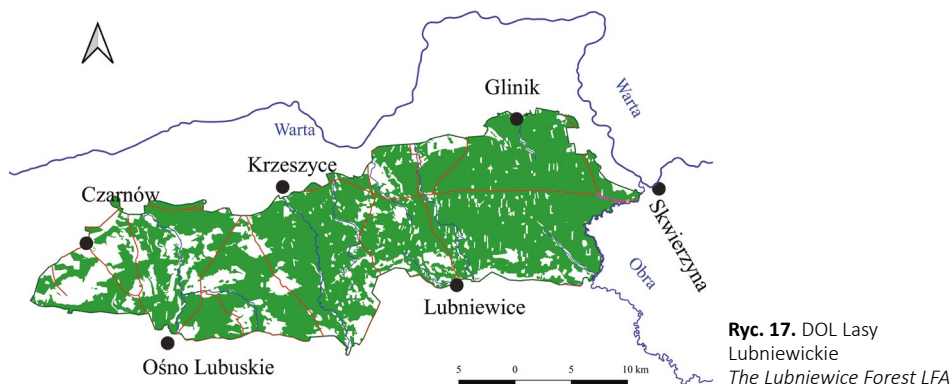 Glinik
Warta
Warta
Krzeszyce
Czarnów
Skwierzyna
Obra
Lubniewice
Ośno Lubuskie
5 0 5 10 km
Ryc. 17. DOL Lasy
Lubniewickie
The Lubniewice Forest LFA